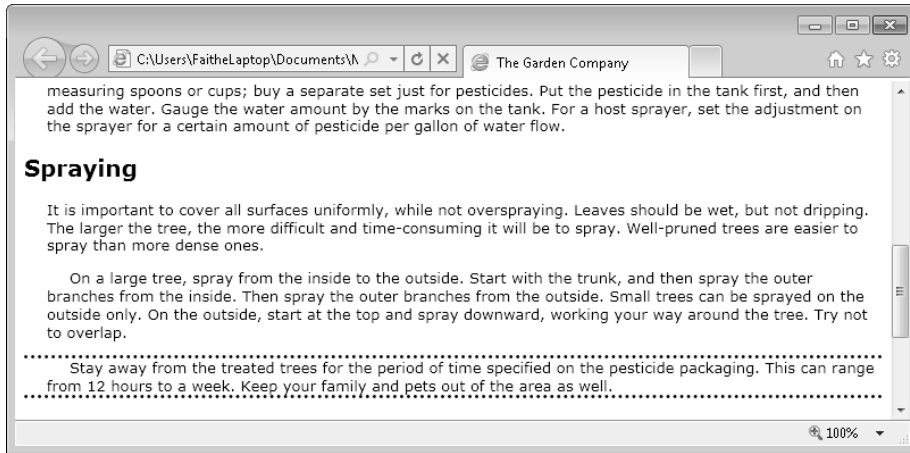 C:\Users\FaitheLaptop\Documents\
The Garden Company
measuring spoons or cups; buy a separate set just for pesticides. Put the pesticide in the tank first, and then
add the water. Gauge the water amount by the marks on the tank. For a host sprayer, set the adjustment on
the sprayer for a certain amount of pesticide per gallon of water flow.
Spraying
It is important to cover all surfaces uniformly, while not overspraying. Leaves should be wet, but not dripping.
The larger the tree, the more difficult and time-consuming it will be to spray. Well-pruned trees are easier to
spray than more dense ones.
On a large tree, spray from the inside to the outside. Start with the trunk, and then spray the outer
branches from the inside. Then spray the outer branches from the outside. Small trees can be sprayed on the
outside only. On the outside, start at the top and spray downward, working your way around the tree. Try not
to overlap.
Stay away from the treated trees for the period of time specified on the pesticide packaging. This can range
from 12 hours to a week. Keep your family and pets out of the area as well.
100%